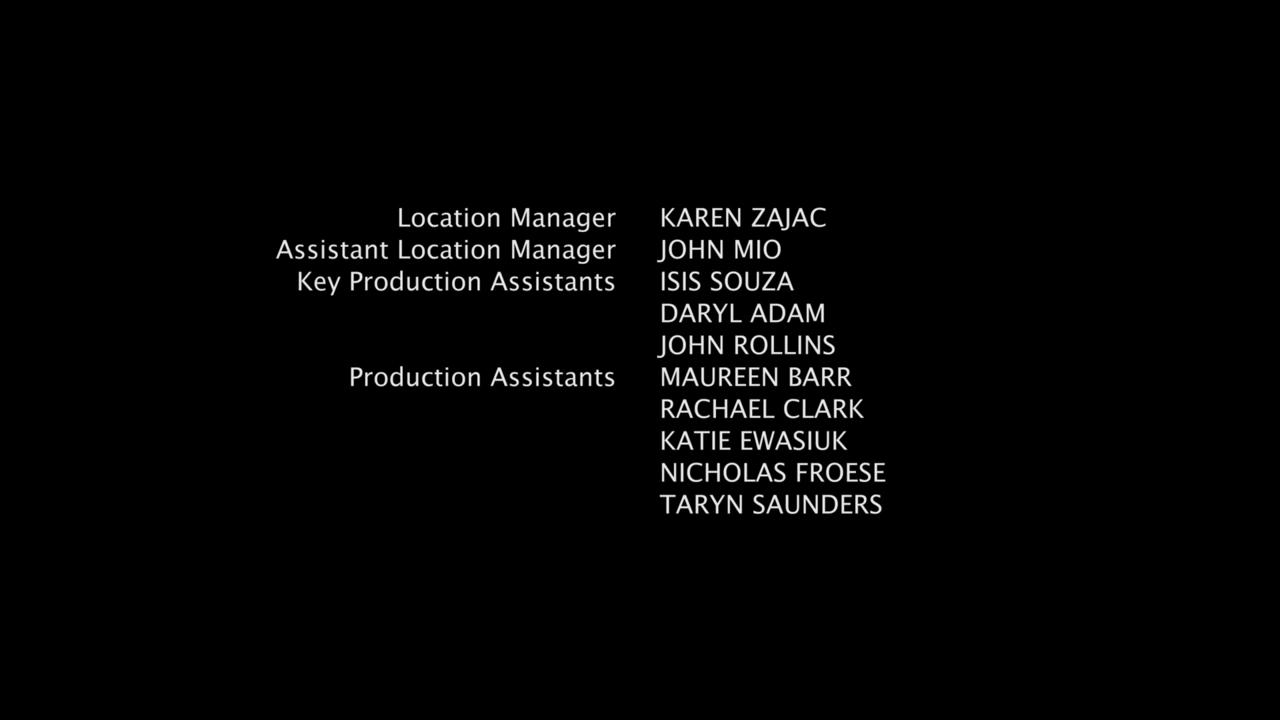 Location Manager KAREN ZAJAC
Assistant Location Manager JOHN MIO
Key Production Assistants ISIS SOUZA
DARYL ADAM
JOHN ROLLINS
Production Assistants MAUREEN BARR
RACHAEL CLARK
KATIE EWASIUK
NICHOLAS FROESE
TARYN SAUNDERS